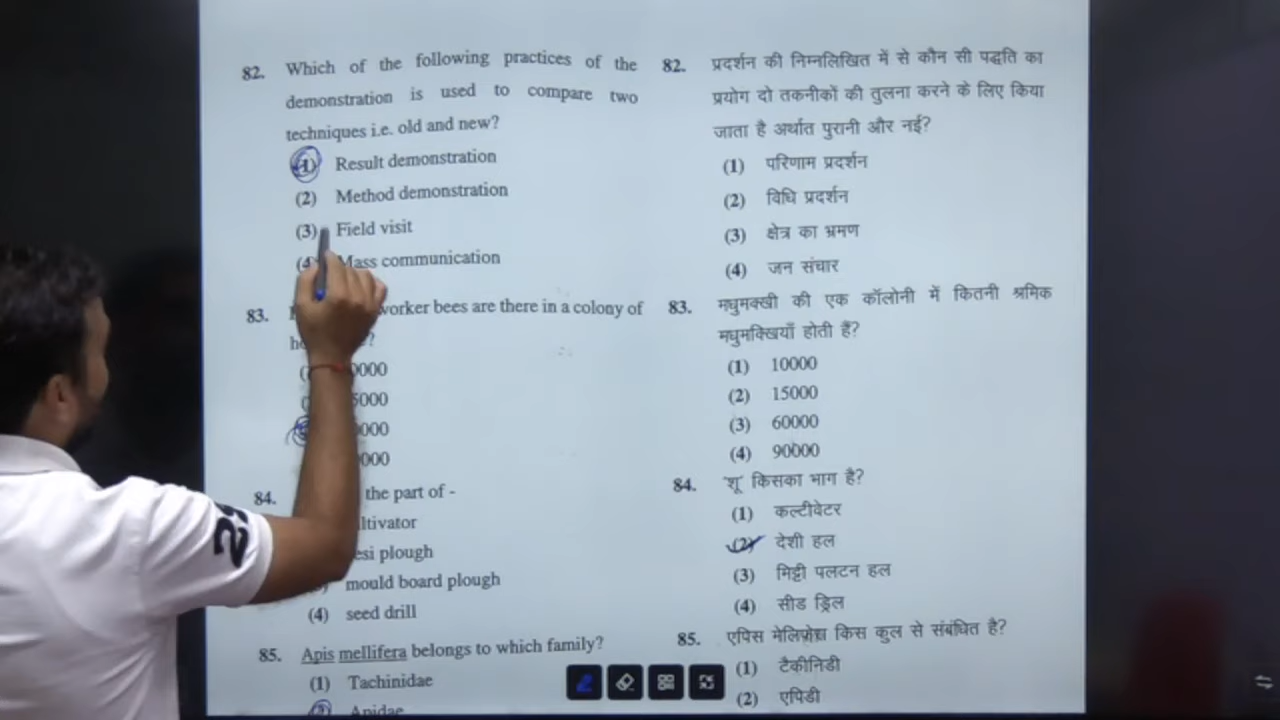 82. Which of the following practices of the
demonstration is used to compare two
techniques i.e. old and new?
(1) Result demonstration
(2) Method demonstration
(3) Field visit
(4) Mass communication
83. worker bees are there in a colony of
?
0000
5000
0000
0000
84. the part of -
ltivator
esi plough
mould board plough
(4) seed drill
85. Apis mellifera belongs to which family?
(1) Tachinidae
(2) Apidae
82. प्रदर्शन की निम्नलिखित में से कौन सी पद्धति का
प्रयोग दो तकनीकों की तुलना करने के लिए किया
जाता है अर्थात पुरानी और नई?
(1) परिणाम प्रदर्शन
(2) विधि प्रदर्शन
(3) क्षेत्र का भ्रमण
(4) जन संचार
83. मधुमक्खी की एक कॉलोनी में कितनी श्रमिक
मधुमक्खियाँ होती हैं?
(1) 10000
(2) 15000
(3) 60000
(4) 90000
84. 'शू' किसका भाग है?
(1) कल्टीवेटर
(2) देशी हल
(3) मिट्टी पलटन हल
(4) सीड ड्रिल
85. एपिस मेलिफ़ेरा किस कुल से संबंधित है?
(1) टैकीनिडी
(2) एपिडी